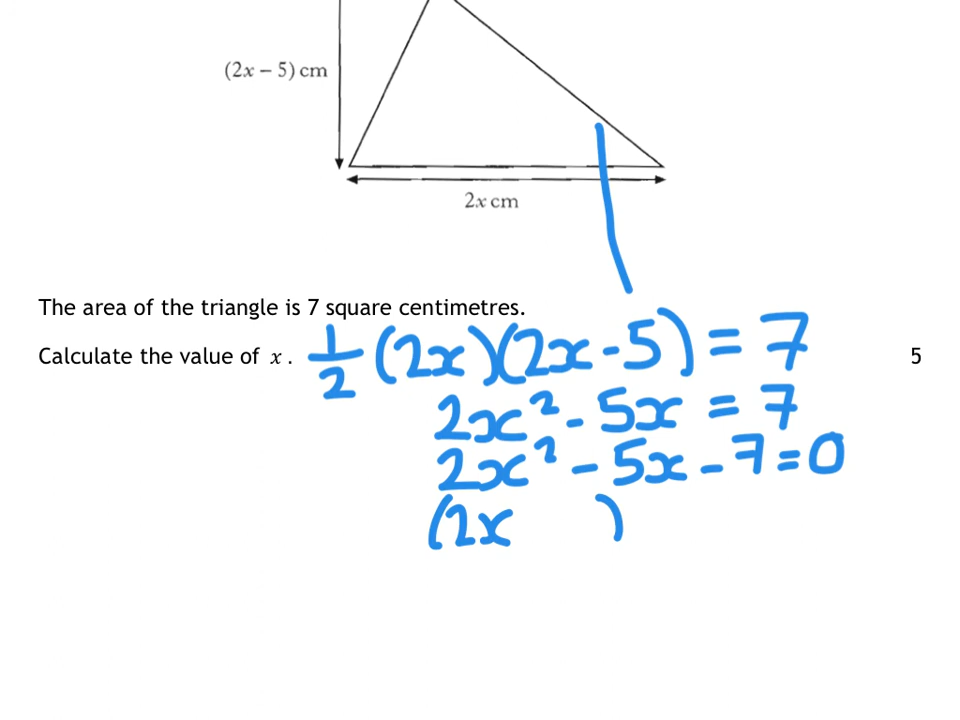 (2x – 5) cm
2x cm
The area of the triangle is 7 square centimetres.
Calculate the value of x.
5
½(2x)(2x-5) = 7
2x² - 5x = 7
2x² - 5x - 7 = 0
(2x )